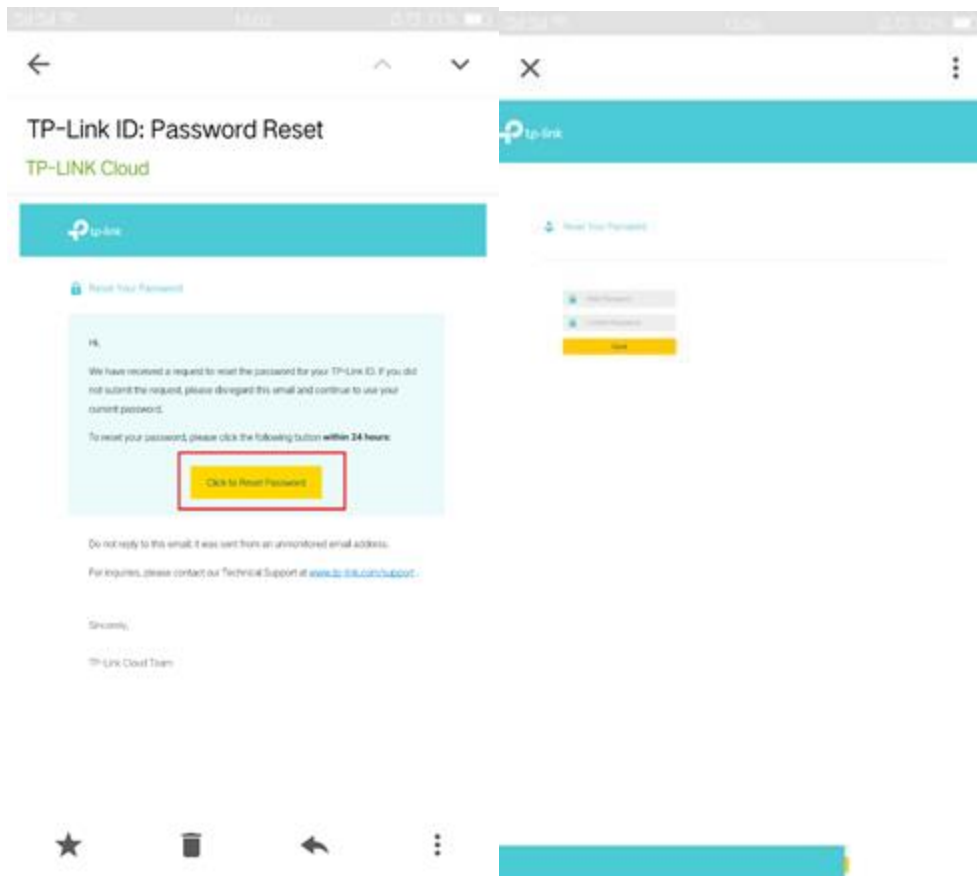 TP-Link ID: Password Reset
TP-LINK Cloud
tp-link
Reset Your Password
Hi,
We have received a request to reset the password for your TP-Link ID. If you did
not submit the request, please disregard this email and continue to use your
current password.
To reset your password, please click the following button within 24 hours:
Click to Reset Password
Do not reply to this email; it was sent from an unmonitored email address.
For inquiries, please contact our Technical Support at www.tp-link.com/support .
Sincerely,
TP-Link Cloud Team
tp-link
Reset Your Password